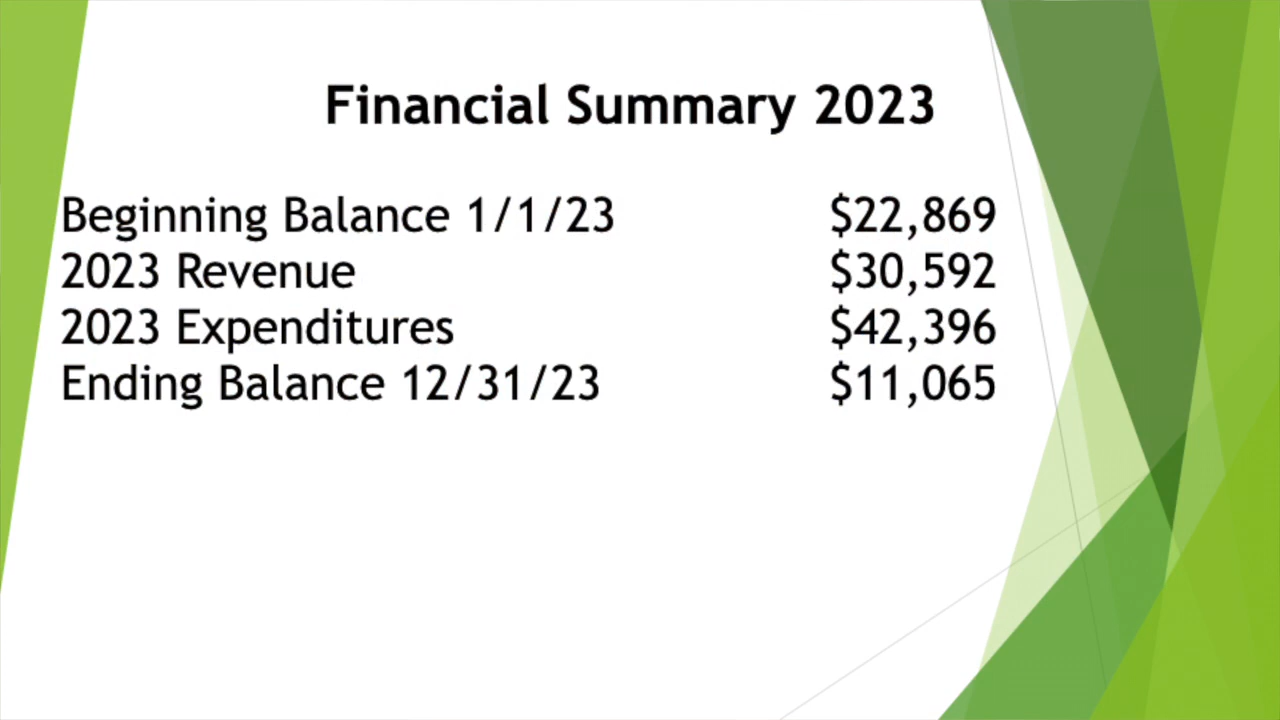 Financial Summary 2023
Beginning Balance 1/1/23 $22,869
2023 Revenue $30,592
2023 Expenditures $42,396
Ending Balance 12/31/23 $11,065